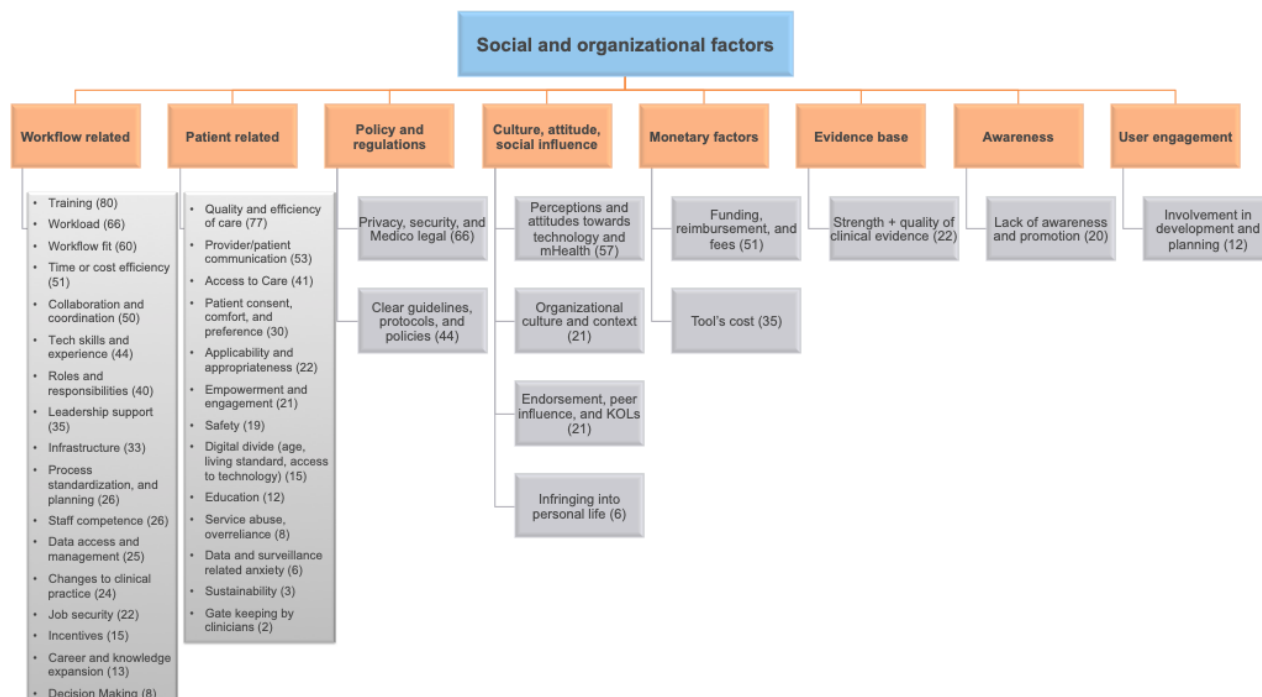 Social and organizational factors
Workflow related
Patient related
Policy and
regulations
Culture, attitude,
social influence
Monetary factors
Evidence base
Awareness
User engagement
• Training (80)
• Workload (66)
• Workflow fit (60)
• Time or cost efficiency
(51)
• Collaboration and
coordination (50)
• Tech skills and
experience (44)
• Roles and
responsibilities (40)
• Leadership support
(35)
• Infrastructure (33)
• Process
standardization, and
planning (26)
• Staff competence (26)
• Data access and
management (25)
• Changes to clinical
practice (24)
• Job security (22)
• Incentives (15)
• Career and knowledge
expansion (13)
• Decision Making (8)
• Quality and efficiency
of care (77)
• Provider/patient
communication (53)
• Access to Care (41)
• Patient consent,
comfort, and
preference (30)
• Applicability and
appropriateness (22)
• Empowerment and
engagement (21)
• Safety (19)
• Digital divide (age,
living standard, access
to technology) (15)
• Education (12)
• Service abuse,
overreliance (8)
• Data and surveillance
related anxiety (6)
• Sustainability (3)
• Gate keeping by
clinicians (2)
Privacy, security, and
Medico legal (66)
Clear guidelines,
protocols, and
policies (44)
Perceptions and
attitudes towards
technology and
mHealth (57)
Organizational
culture and context
(21)
Endorsement, peer
influence, and KOLs
(21)
Infringing into
personal life (6)
Funding,
reimbursement, and
fees (51)
Tool's cost (35)
Strength + quality of
clinical evidence (22)
Lack of awareness
and promotion (20)
Involvement in
development and
planning (12)